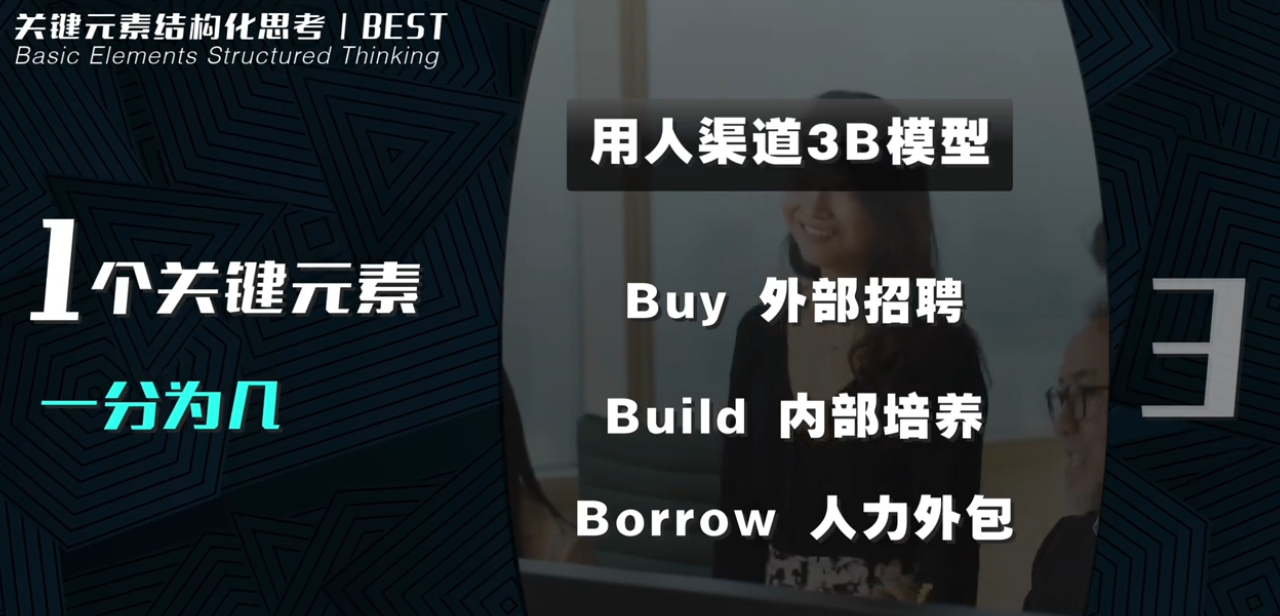 关键元素结构化思考 | BEST
Basic Elements Structured Thinking
1个关键元素
一分为几
用人渠道3B模型
Buy 外部招聘
Build 内部培养
Borrow 人力外包
3